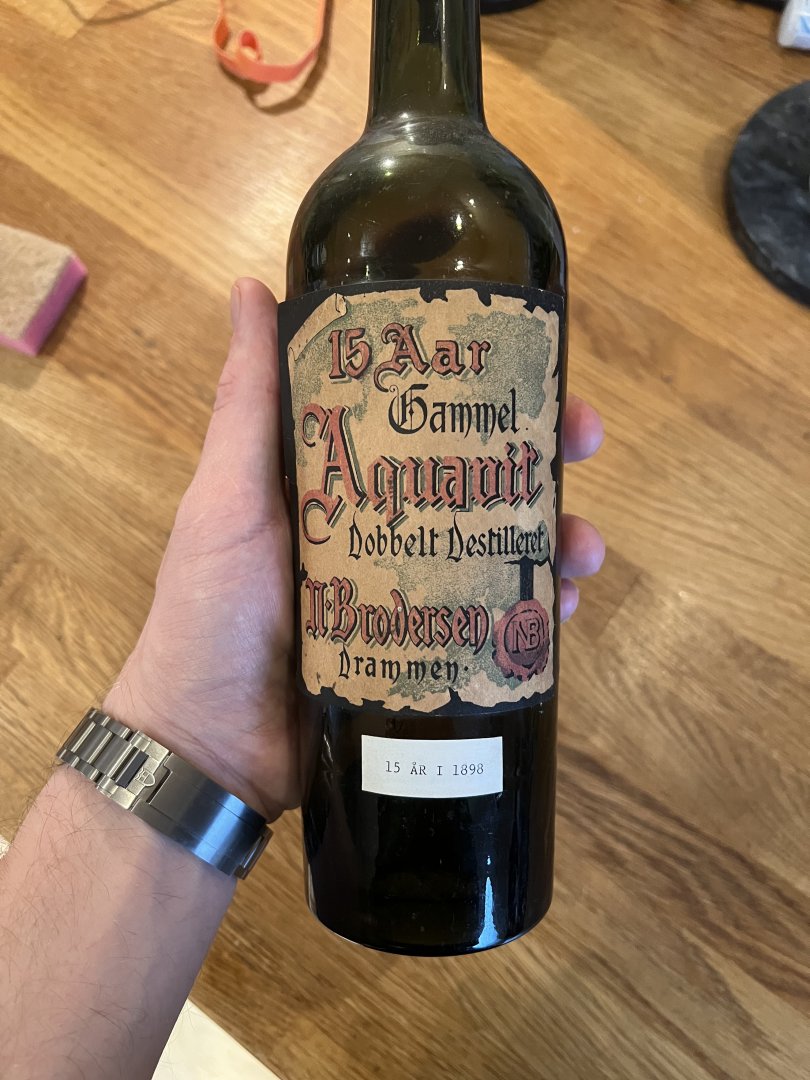 15 Aar
Gammel.
Aquavit
Dobbelt Destilleret
N. Brodersen
NB
Drammen.
15 ÅR I 1898